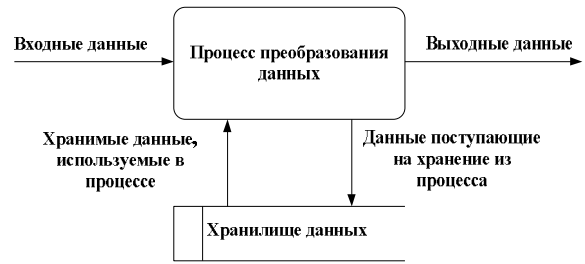 Входные данные
Процесс преобразования
данных
Выходные данные
Хранимые данные,
используемые в
процессе
Данные поступающие
на хранение из
процесса
Хранилище данных